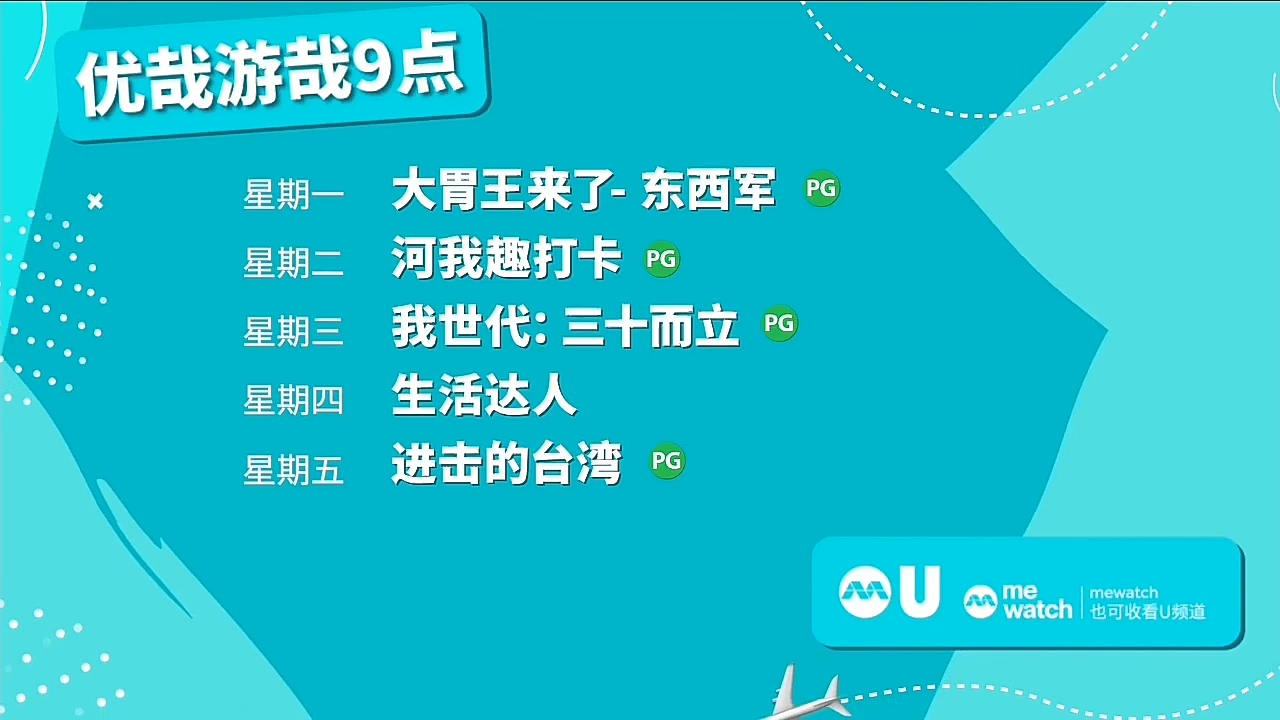 优哉游哉9点
星期一 大胃王来了- 东西军 PG
星期二 河我趣打卡 PG
星期三 我世代: 三十而立 PG
星期四 生活达人
星期五 进击的台湾 PG
U
me
watch
mewatch
也可收看U频道